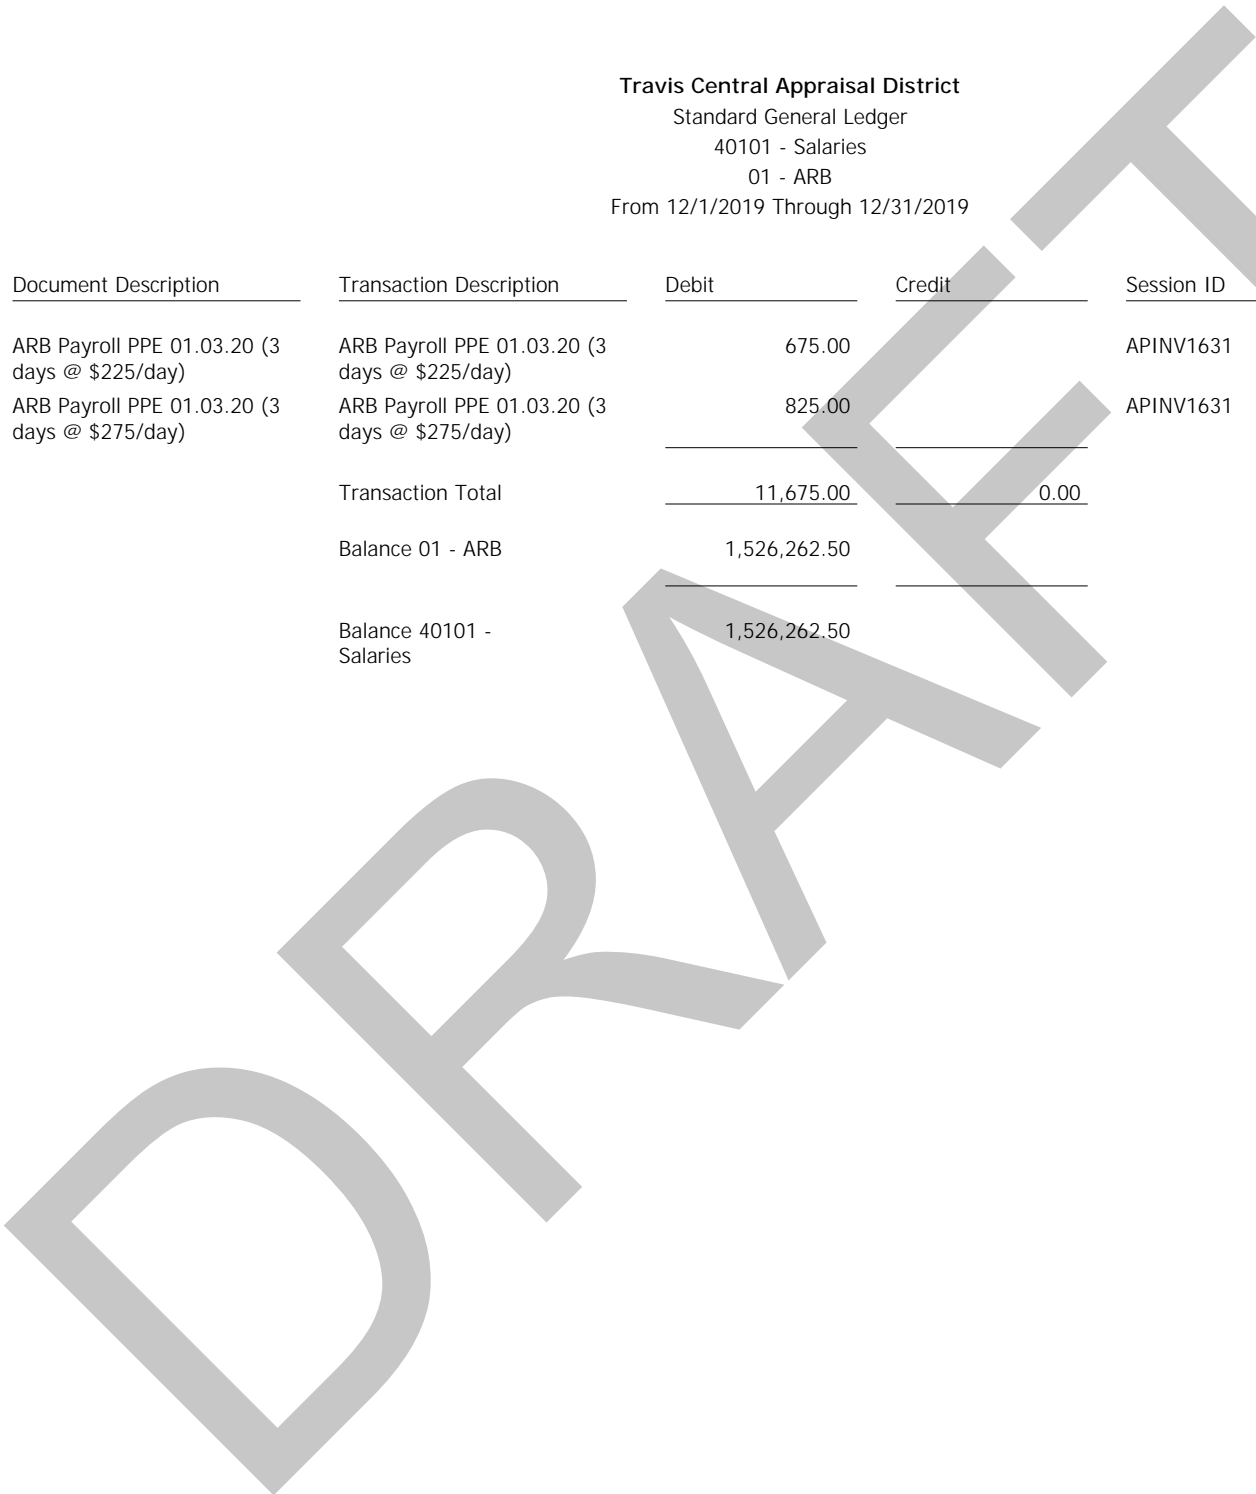 Travis Central Appraisal District
Standard General Ledger
40101 - Salaries
01 - ARB
From 12/1/2019 Through 12/31/2019
Document Description Transaction Description Debit Credit Session ID
ARB Payroll PPE 01.03.20 (3 ARB Payroll PPE 01.03.20 (3 675.00 APINV1631
days @ $225/day) days @ $225/day)
ARB Payroll PPE 01.03.20 (3 ARB Payroll PPE 01.03.20 (3 825.00 APINV1631
days @ $275/day) days @ $275/day)
Transaction Total 11,675.00 0.00
Balance 01 - ARB 1,526,262.50
Balance 40101 - 1,526,262.50
Salaries
DRAFT